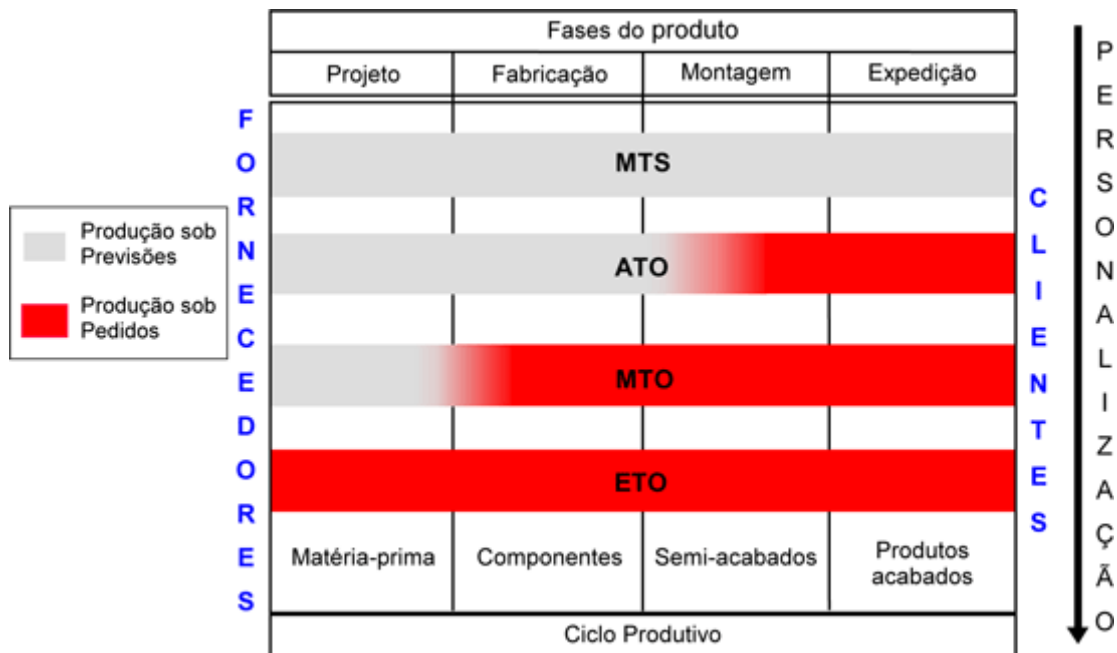 Fases do produto
Projeto
Fabricação
Montagem
Expedição
FORNECEDORES
MTS
ATO
MTO
ETO
CLIENTES
PERSONALIZAÇÃO
Produção sob
Previsões
Produção sob
Pedidos
Matéria-prima
Componentes
Semi-acabados
Produtos
acabados
Ciclo Produtivo